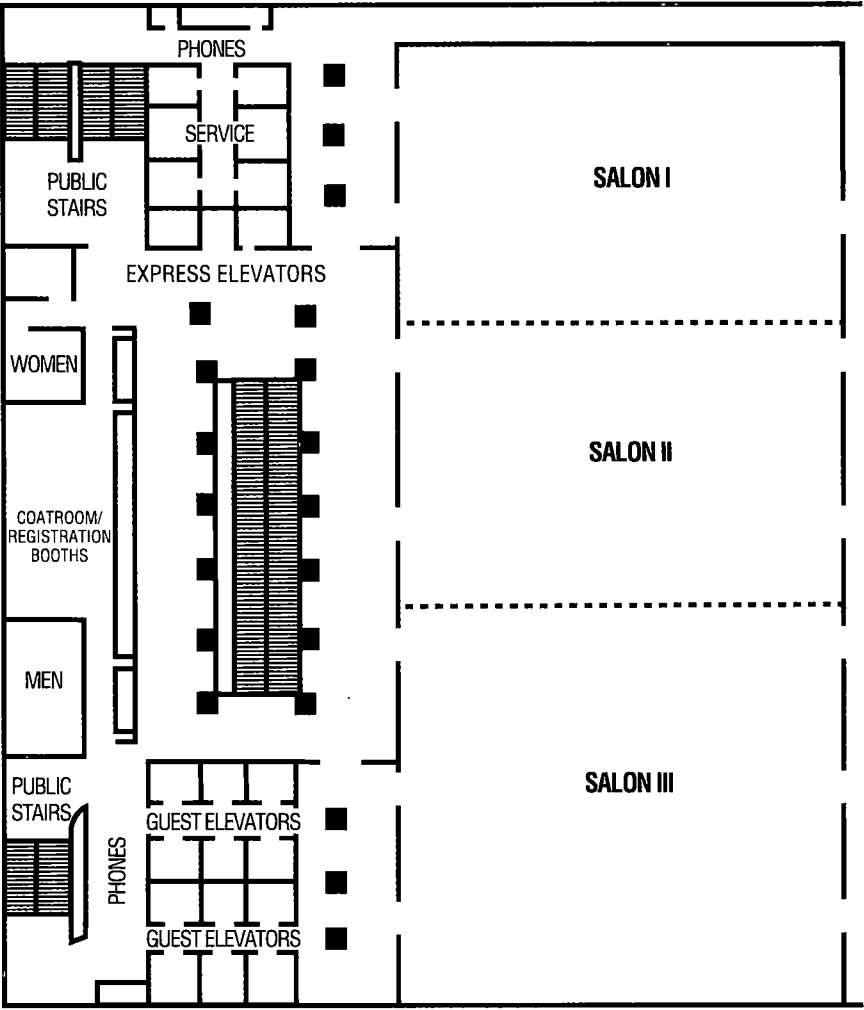 PHONES
SERVICE
PUBLIC
STAIRS
SALON I
EXPRESS ELEVATORS
WOMEN
SALON II
COATROOM/
REGISTRATION
BOOTHS
MEN
SALON III
PUBLIC
STAIRS
GUEST ELEVATORS
PHONES
GUEST ELEVATORS